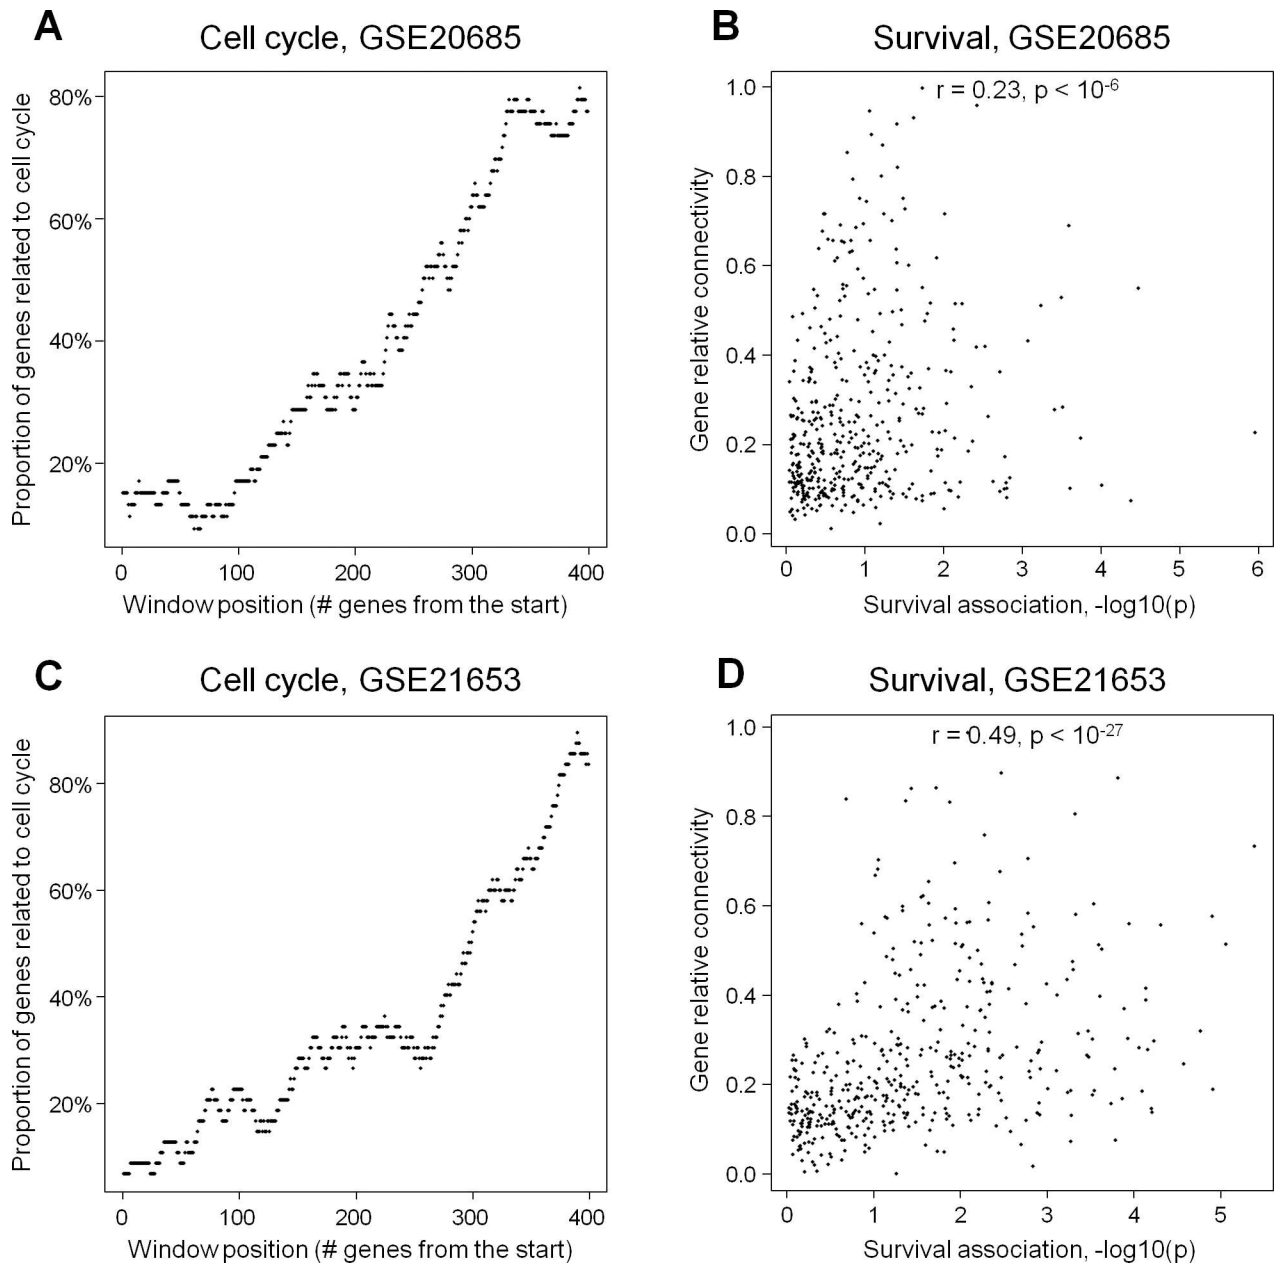 A
Cell cycle, GSE20685
Proportion of genes related to cell cycle
80%
60%
40%
20%
0
100
200
300
400
Window position (# genes from the start)
B
Survival, GSE20685
r = 0.23, p < 10-6
Gene relative connectivity
1.0
0.8
0.6
0.4
0.2
0.0
0
1
2
3
4
5
6
Survival association, -log10(p)
C
Cell cycle, GSE21653
Proportion of genes related to cell cycle
80%
60%
40%
20%
0
100
200
300
400
Window position (# genes from the start)
D
Survival, GSE21653
r = 0.49, p < 10-27
Gene relative connectivity
1.0
0.8
0.6
0.4
0.2
0.0
0
1
2
3
4
5
Survival association, -log10(p)